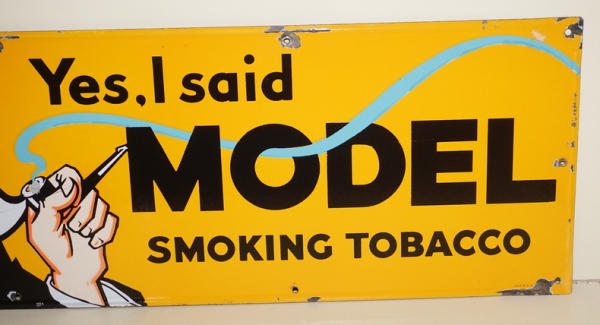 Yes, I said
MODEL
SMOKING TOBACCO